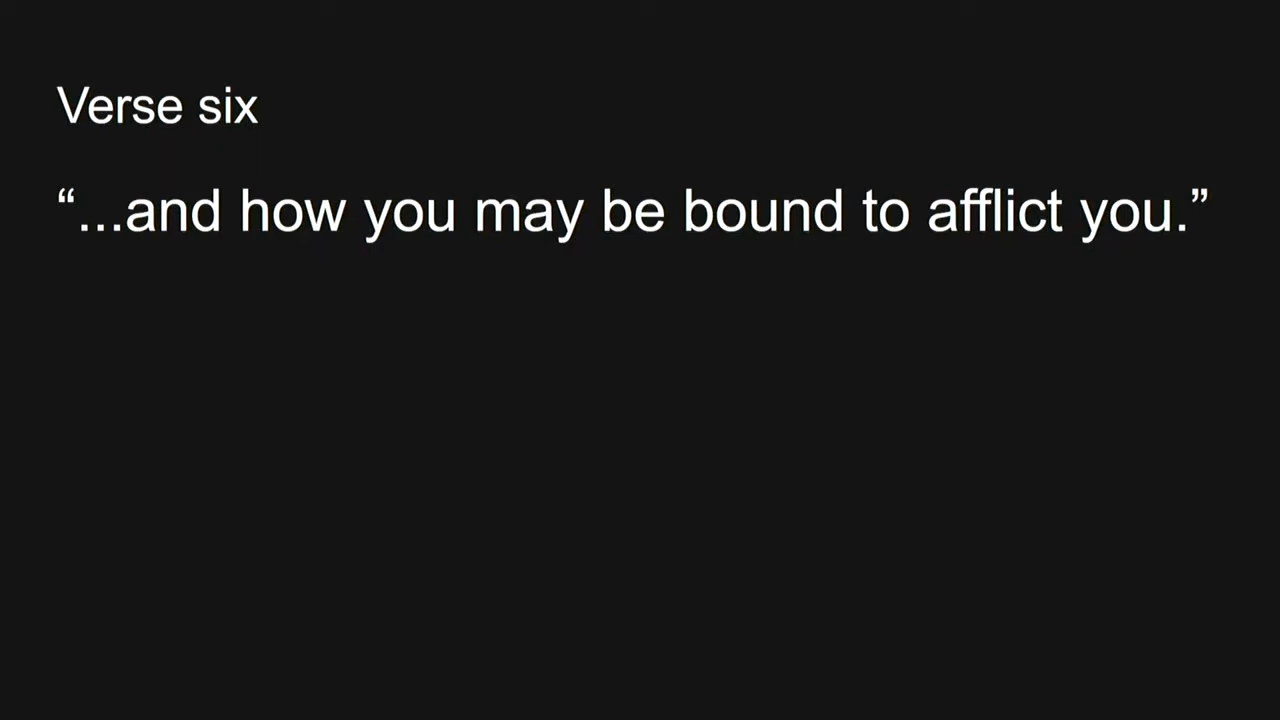 Verse six
“...and how you may be bound to afflict you.”